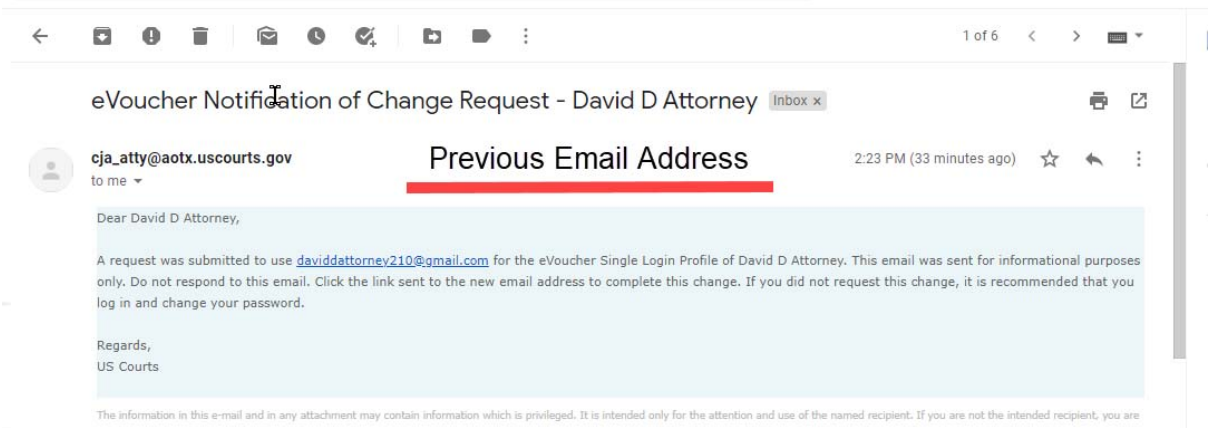 1 of 6
eVoucher Notification of Change Request - David D Attorney Inbox x
cja_atty@aotx.uscourts.gov Previous Email Address 2:23 PM (33 minutes ago)
to me
Dear David D Attorney,
A request was submitted to use daviddattorney210@gmail.com for the eVoucher Single Login Profile of David D Attorney. This email was sent for informational purposes
only. Do not respond to this email. Click the link sent to the new email address to complete this change. If you did not request this change, it is recommended that you
log in and change your password.
Regards,
US Courts
The information in this e-mail and in any attachment may contain information which is privileged. It is intended only for the attention and use of the named recipient. If you are not the intended recipient, you are